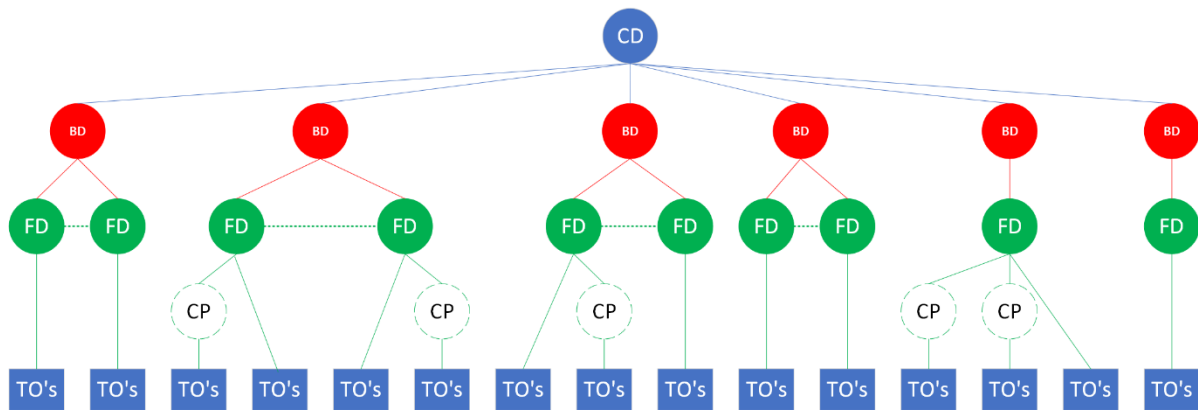 CD
BD BD BD BD BD BD
FD FD FD FD FD FD FD FD FD FD
CP CP CP CP CP
TO's TO's TO's TO's TO's TO's TO's TO's TO's TO's TO's TO's TO's TO's TO's